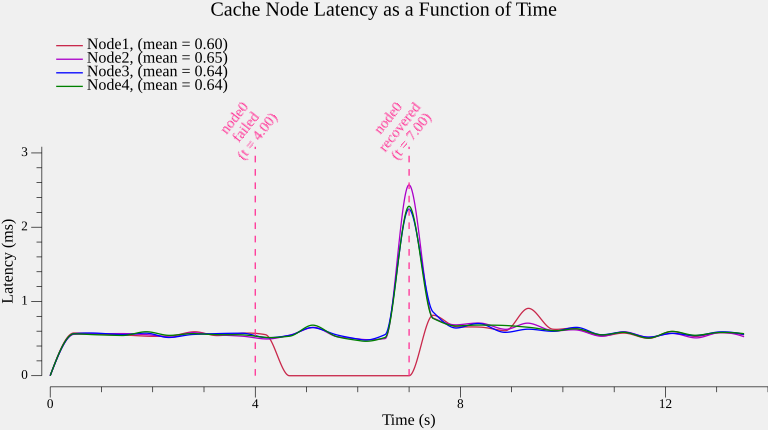 Cache Node Latency as a Function of Time
Node1, (mean = 0.60)
Node2, (mean = 0.65)
Node3, (mean = 0.64)
Node4, (mean = 0.64)
node0
failed
(t = 4.00)
node0
recovered
(t = 7.00)
3
2
1
0
Latency (ms)
0
4
8
12
Time (s)